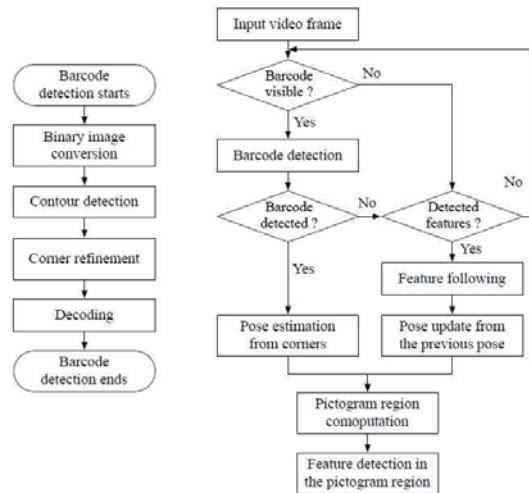 Barcode
detection starts
Binary image
conversion
Contour detection
Corner refinement
Decoding
Barcode
detection ends
Input video frame
Barcode
visible ?
No
Yes
Barcode detection
Barcode
detected ?
No
Detected
features ?
Yes
Yes
Feature following
Pose estimation
from corners
Pose update from
the previous pose
Pictogram region
comoputation
Feature detection in
the pictogram region
No